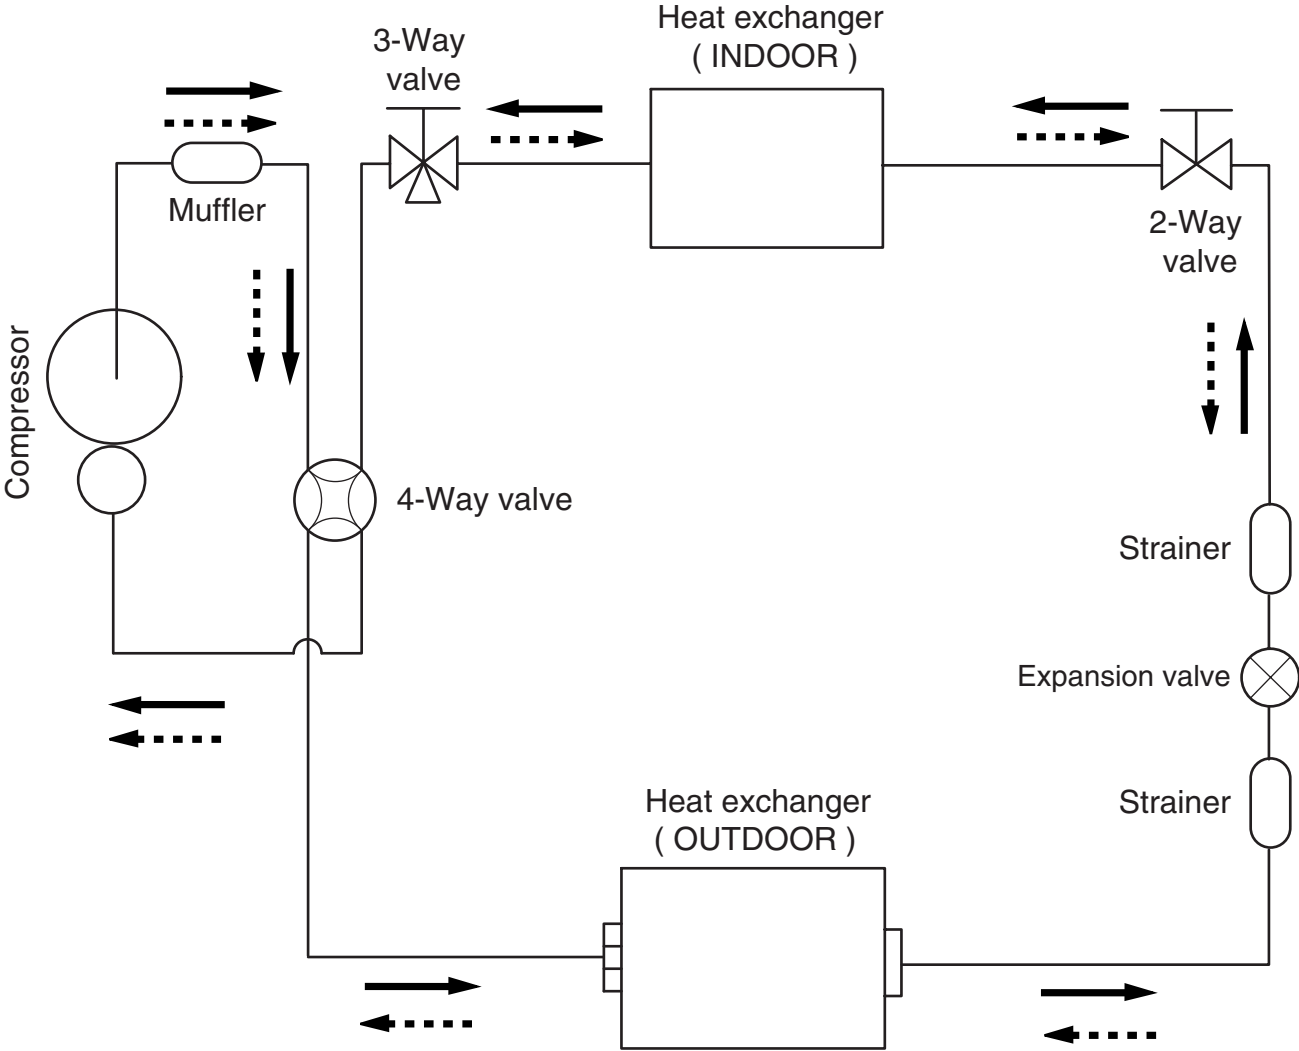 Heat exchanger
( INDOOR )
3-Way
valve
Muffler
2-Way
valve
Compressor
4-Way valve
Strainer
Expansion valve
Strainer
Heat exchanger
( OUTDOOR )